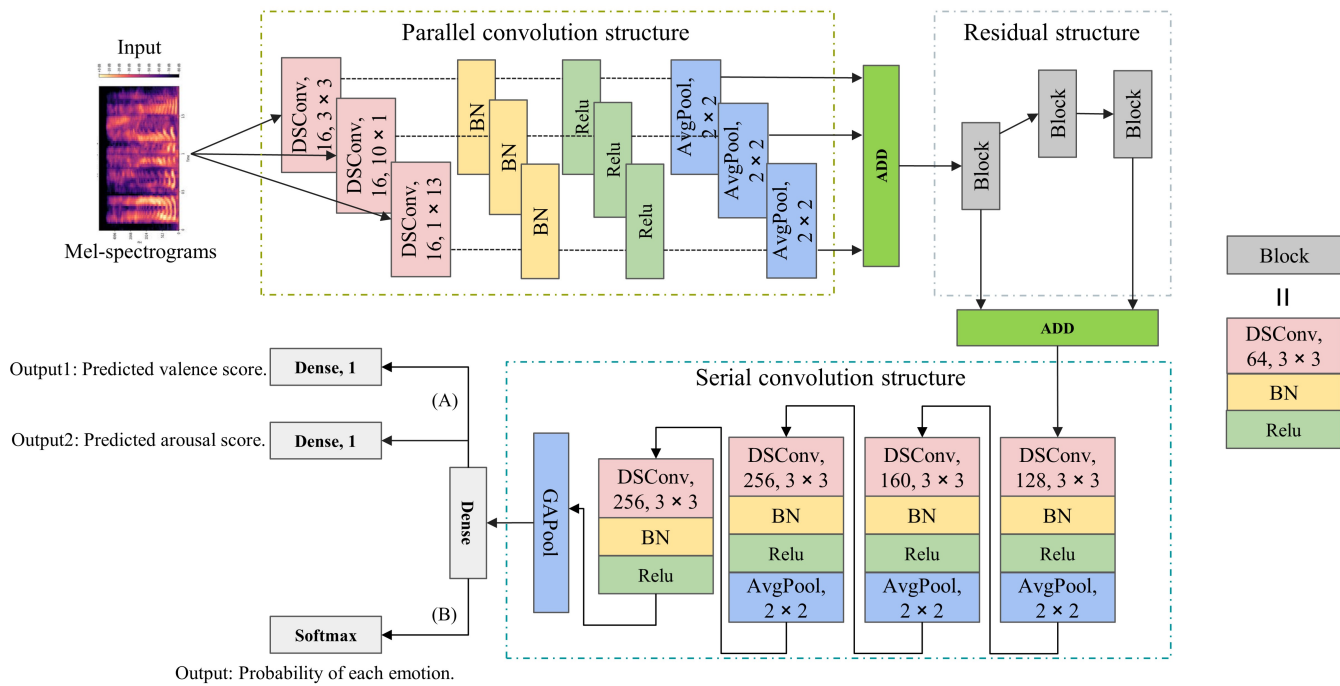 Parallel convolution structure
Residual structure
Input
Mel-spectrograms
DSConv,
16, 3 × 3
DSConv,
16, 10 × 1
DSConv,
16, 1 × 13
BN
BN
BN
Relu
Relu
Relu
AvgPool,
2 × 2
AvgPool,
2 × 2
AvgPool,
2 × 2
ADD
Block
Block
Block
ADD
Block
=
DSConv,
64, 3 × 3
BN
Relu
Serial convolution structure
DSConv,
128, 3 × 3
BN
Relu
AvgPool,
2 × 2
DSConv,
160, 3 × 3
BN
Relu
AvgPool,
2 × 2
DSConv,
256, 3 × 3
BN
Relu
AvgPool,
2 × 2
DSConv,
256, 3 × 3
BN
Relu
GAPool
Dense
(A)
Output1: Predicted valence score.
Dense, 1
Output2: Predicted arousal score.
Dense, 1
(B)
Softmax
Output: Probability of each emotion.